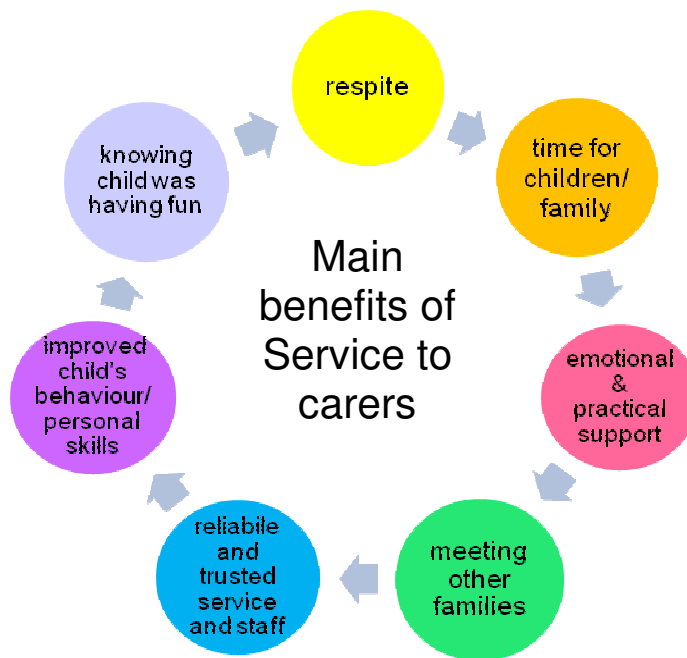 respite
time for
children/
family
emotional
&
practical
support
meeting
other
families
reliabile
and
trusted
service
and staff
improved
child's
behaviour/
personal
skills
knowing
child was
having fun
Main
benefits of
Service to
carers